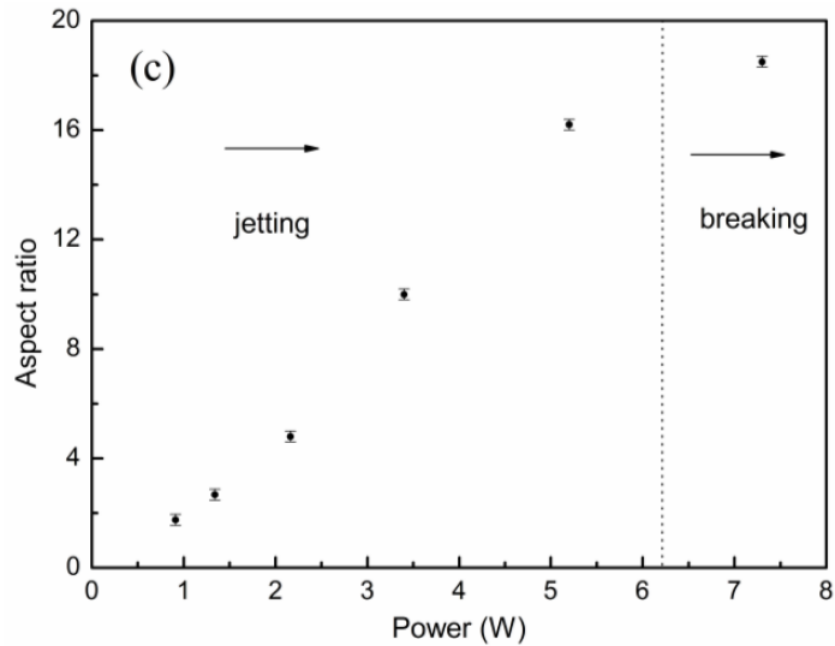 (c)
20
16
12
8
4
0
Aspect ratio
jetting
breaking
0 1 2 3 4 5 6 7 8
Power (W)